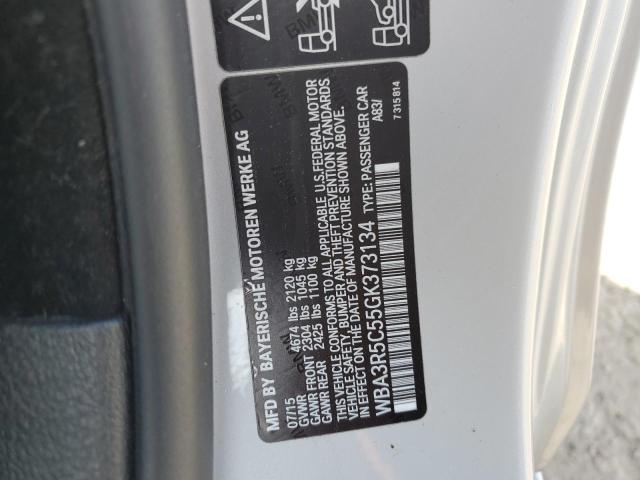 MFD BY BAYERISCHE MOTOREN WERKE AG
07/15
GVWR 4674 lbs 2120 kg
GAWR FRONT 2304 lbs 1045 kg
GAWR REAR 2425 lbs 1100 kg
THIS VEHICLE CONFORMS TO ALL APPLICABLE U.S. FEDERAL MOTOR
VEHICLE SAFETY, BUMPER AND THEFT PREVENTION STANDARDS
IN EFFECT ON THE DATE OF MANUFACTURE SHOWN ABOVE.
WBA3R5C55GK373134 TYPE: PASSENGER CAR
A83/
7 315 814